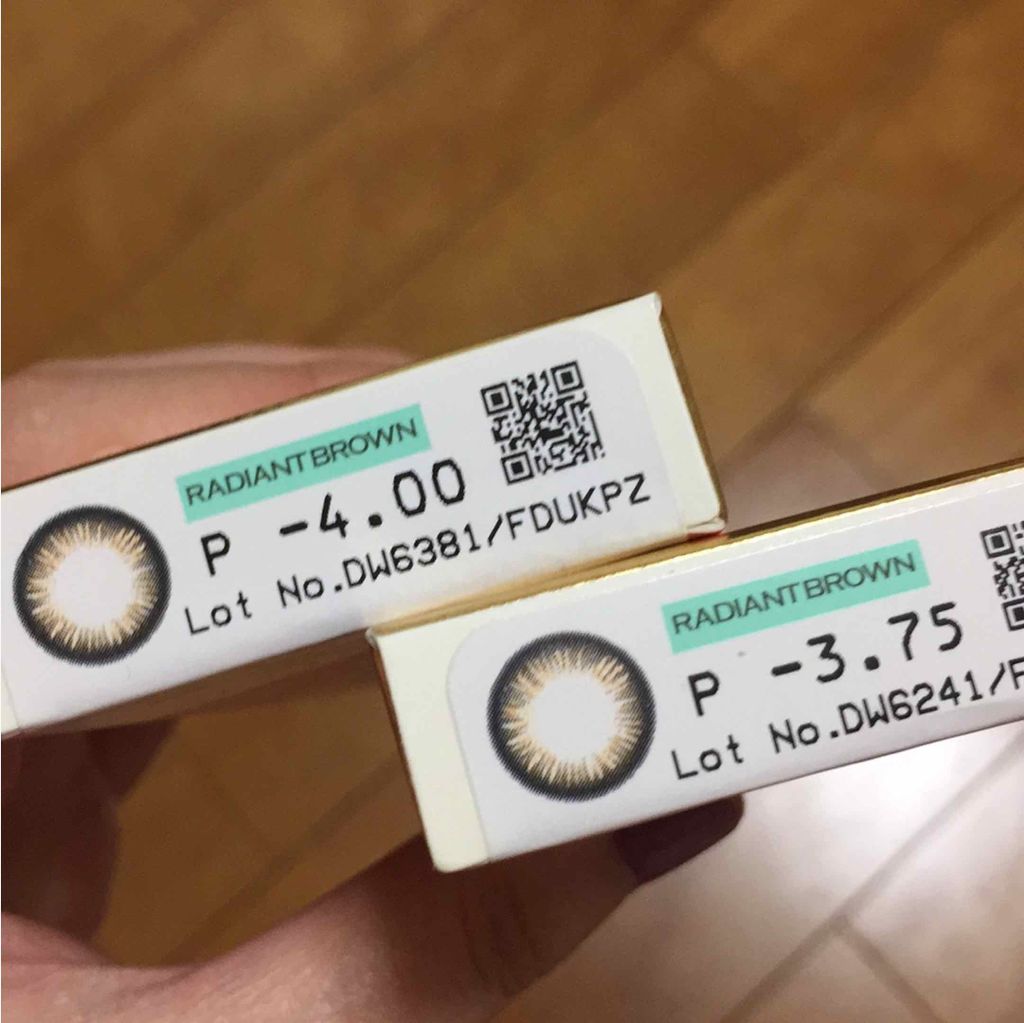 RADIANTBROWN
P -4.00
Lot No.DW6381/FDUKPZ
RADIANTBROWN
P -3.75
Lot No.DW6241/F